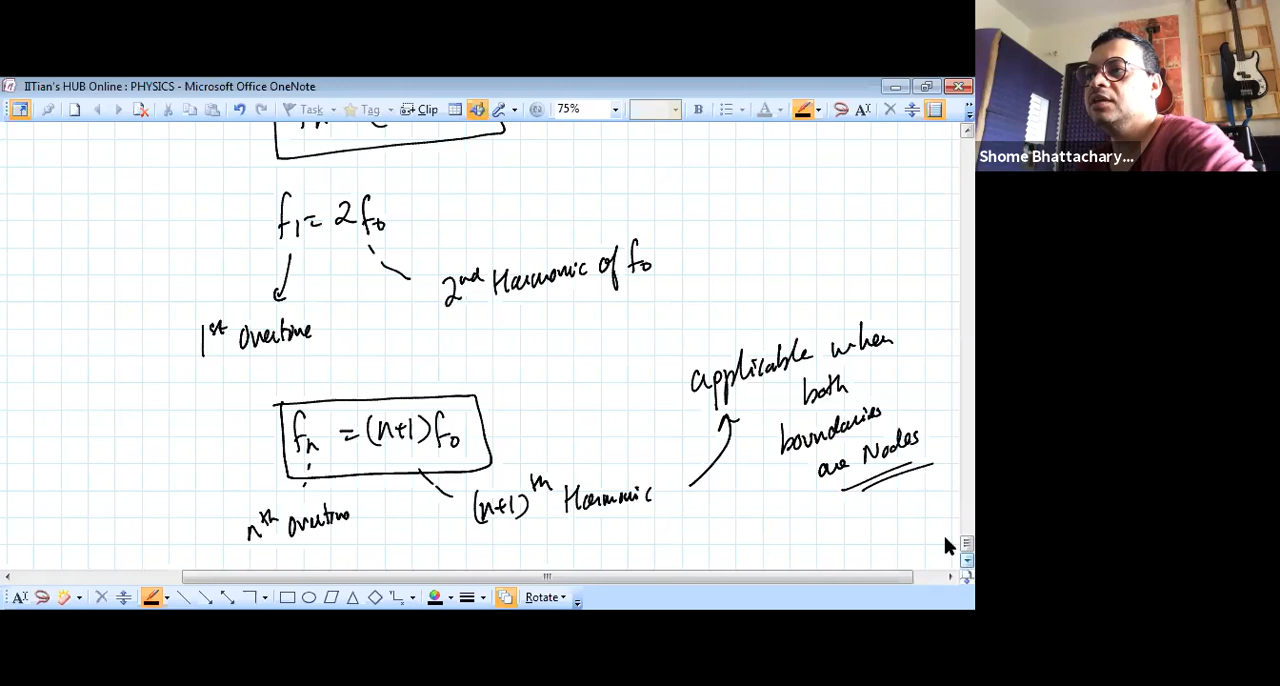 IITian's HUB Online : PHYSICS - Microsoft Office OneNote
Task
Tag
Clip
75%
B
A
Shome Bhattachary...
f₁ = 2f₀
2nd Harmonic of f₀
1st Overtone
applicable when
both
boundaries
are Nodes
fₙ = (n+1)f₀
(n+1)th Harmonic
nth Overtone
Rotate